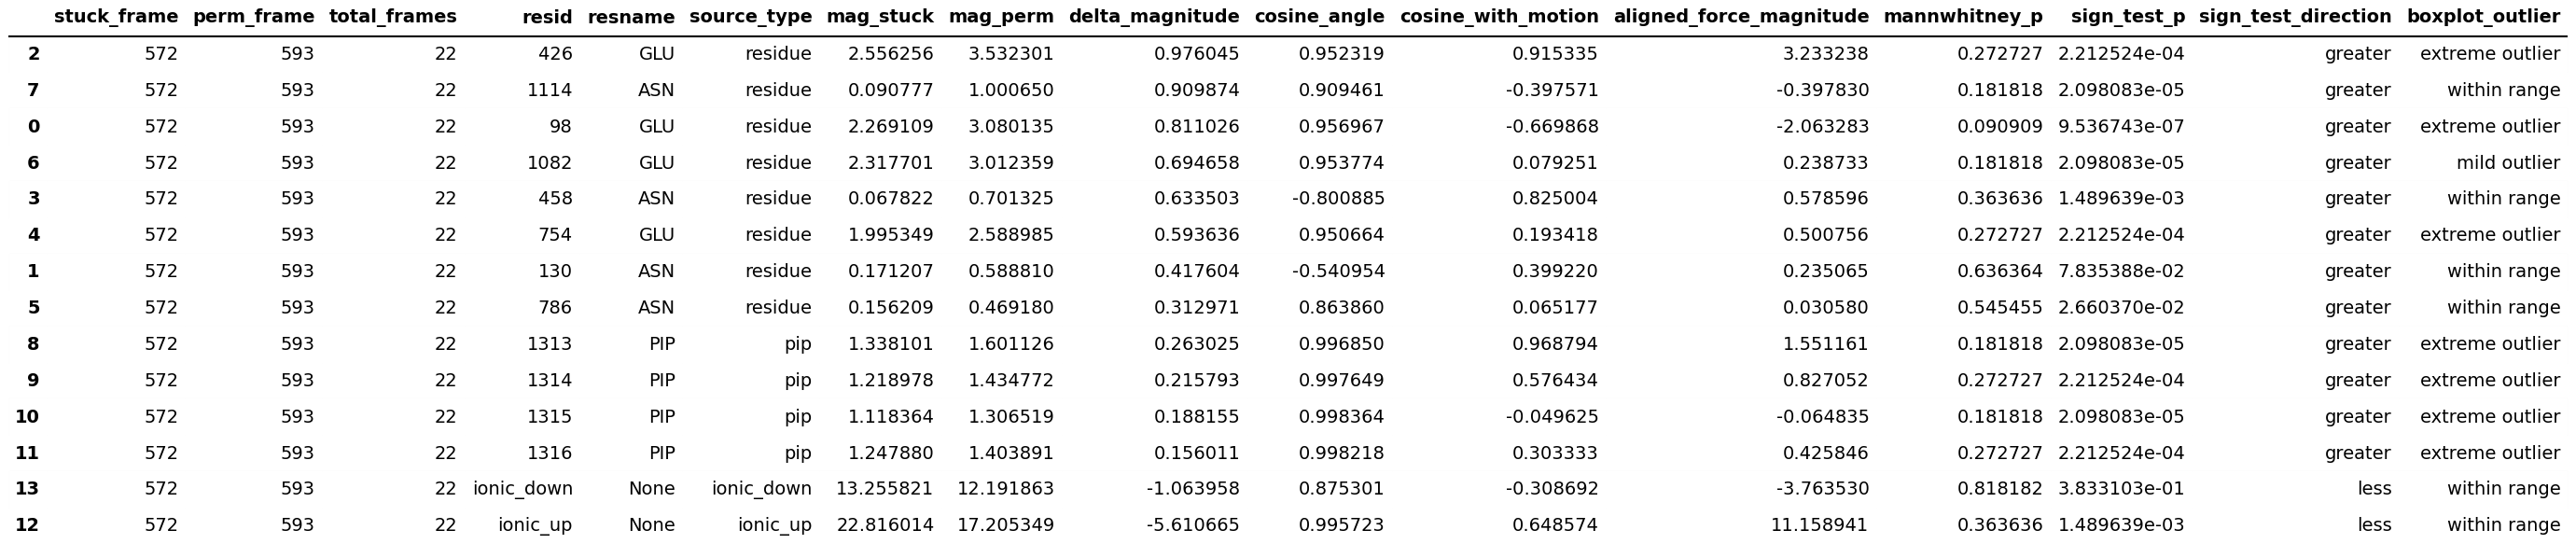 stuck_frame perm_frame total_frames resid resname source_type mag_stuck mag_perm delta_magnitude cosine_angle cosine_with_motion aligned_force_magnitude mannwhitney_p sign_test_p sign_test_direction boxplot_outlier
2 572 593 22 426 GLU residue 2.556256 3.532301 0.976045 0.952319 0.915335 3.233238 0.272727 2.212524e-04 greater extreme outlier
7 572 593 22 1114 ASN residue 0.090777 1.000650 0.909874 0.909461 -0.397571 -0.397830 0.181818 2.098083e-05 greater within range
0 572 593 22 98 GLU residue 2.269109 3.080135 0.811026 0.956967 -0.669868 -2.063283 0.090909 9.536743e-07 greater extreme outlier
6 572 593 22 1082 GLU residue 2.317701 3.012359 0.694658 0.953774 0.079251 0.238733 0.181818 2.098083e-05 greater mild outlier
3 572 593 22 458 ASN residue 0.067822 0.701325 0.633503 -0.800885 0.825004 0.578596 0.363636 1.489639e-03 greater within range
4 572 593 22 754 GLU residue 1.995349 2.588985 0.593636 0.950664 0.193418 0.500756 0.272727 2.212524e-04 greater extreme outlier
1 572 593 22 130 ASN residue 0.171207 0.588810 0.417604 -0.540954 0.399220 0.235065 0.636364 7.835388e-02 greater within range
5 572 593 22 786 ASN residue 0.156209 0.469180 0.312971 0.863860 0.065177 0.030580 0.545455 2.660370e-02 greater within range
8 572 593 22 1313 PIP pip 1.338101 1.601126 0.263025 0.996850 0.968794 1.551161 0.181818 2.098083e-05 greater extreme outlier
9 572 593 22 1314 PIP pip 1.218978 1.434772 0.215793 0.997649 0.576434 0.827052 0.272727 2.212524e-04 greater extreme outlier
10 572 593 22 1315 PIP pip 1.118364 1.306519 0.188155 0.998364 -0.049625 -0.064835 0.181818 2.098083e-05 greater extreme outlier
11 572 593 22 1316 PIP pip 1.247880 1.403891 0.156011 0.998218 0.303333 0.425846 0.272727 2.212524e-04 greater extreme outlier
13 572 593 22 ionic_down None ionic_down 13.255821 12.191863 -1.063958 0.875301 -0.308692 -3.763530 0.818182 3.833103e-01 less within range
12 572 593 22 ionic_up None ionic_up 22.816014 17.205349 -5.610665 0.995723 0.648574 11.158941 0.363636 1.489639e-03 less within range